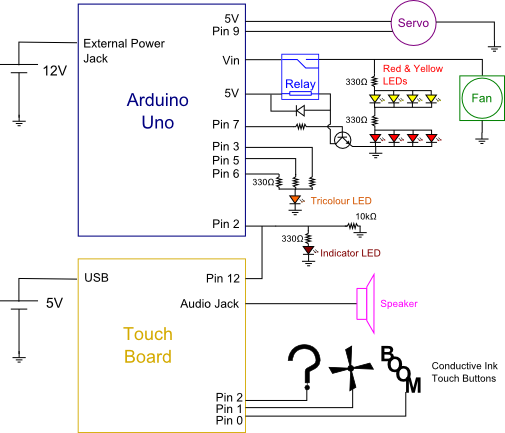 5V
Pin 9
Servo
External Power
Jack
Vin
12V
Relay
330Ω
Red & Yellow
LEDs
Fan
Arduino
Uno
5V
Pin 7
330Ω
Pin 3
Pin 5
Pin 6
330Ω
Tricolour LED
Pin 2
10kΩ
330Ω
Indicator LED
USB
Pin 12
5V
Audio Jack
Speaker
Touch
Board
?
BOOM
Conductive Ink
Touch Buttons
Pin 2
Pin 1
Pin 0